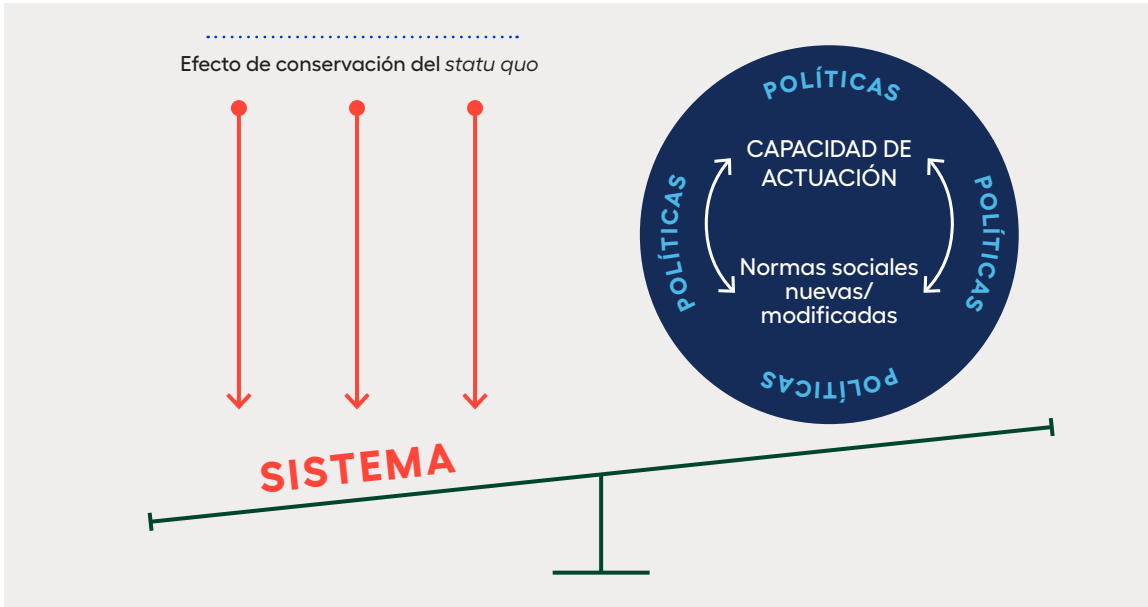 Efecto de conservación del statu quo
SISTEMA
POLÍTICAS
CAPACIDAD DE
ACTUACIÓN
POLÍTICAS
POLÍTICAS
Normas sociales
nuevas/
modificadas
POLÍTICAS